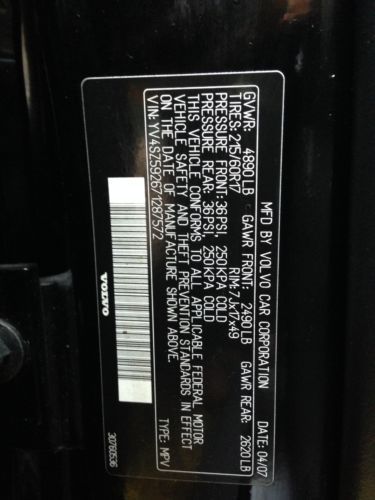 MFD BY VOLVO CAR CORPORATION DATE: 04/07
GVWR: 4890LB GAWR FRONT: 2490LB GAWR REAR: 2620LB
TIRES: 215/60R17 RIM: 7Jx17x49
PRESSURE FRONT: 36PSI, 250KPA COLD
PRESSURE REAR: 36PSI, 250KPA COLD
THIS VEHICLE CONFORMS TO ALL APPLICABLE FEDERAL MOTOR
VEHICLE SAFETY AND THEFT PREVENTION STANDARDS IN EFFECT
ON THE DATE OF MANUFACTURE SHOWN ABOVE.
VIN: YV4SZ592671287572 TYPE: MPV
VOLVO 30760536